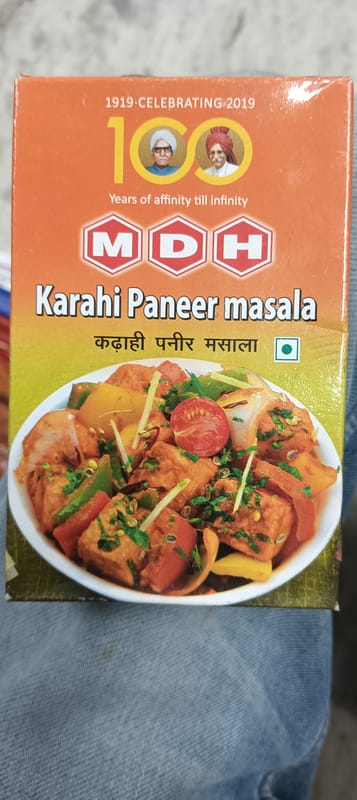 1919·CELEBRATING·2019
100
Years of affinity till infinity
MDH
Karahi Paneer masala
कढ़ाही पनीर मसाला